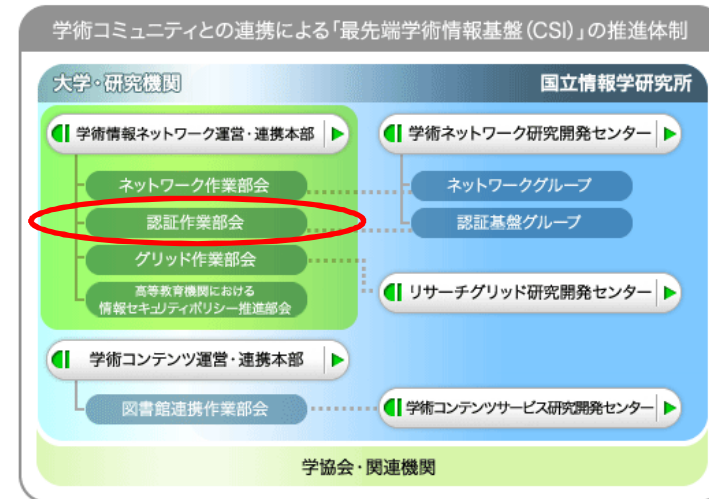 学術コミュニティとの連携による「最先端学術情報基盤(CSI)」の推進体制
大学・研究機関
国立情報学研究所
学術情報ネットワーク運営・連携本部
学術ネットワーク研究開発センター
ネットワーク作業部会
ネットワークグループ
認証作業部会
認証基盤グループ
グリッド作業部会
高等教育機関における
情報セキュリティポリシー推進部会
リサーチグリッド研究開発センター
学術コンテンツ運営・連携本部
図書館連携作業部会
学術コンテンツサービス研究開発センター
学協会・関連機関